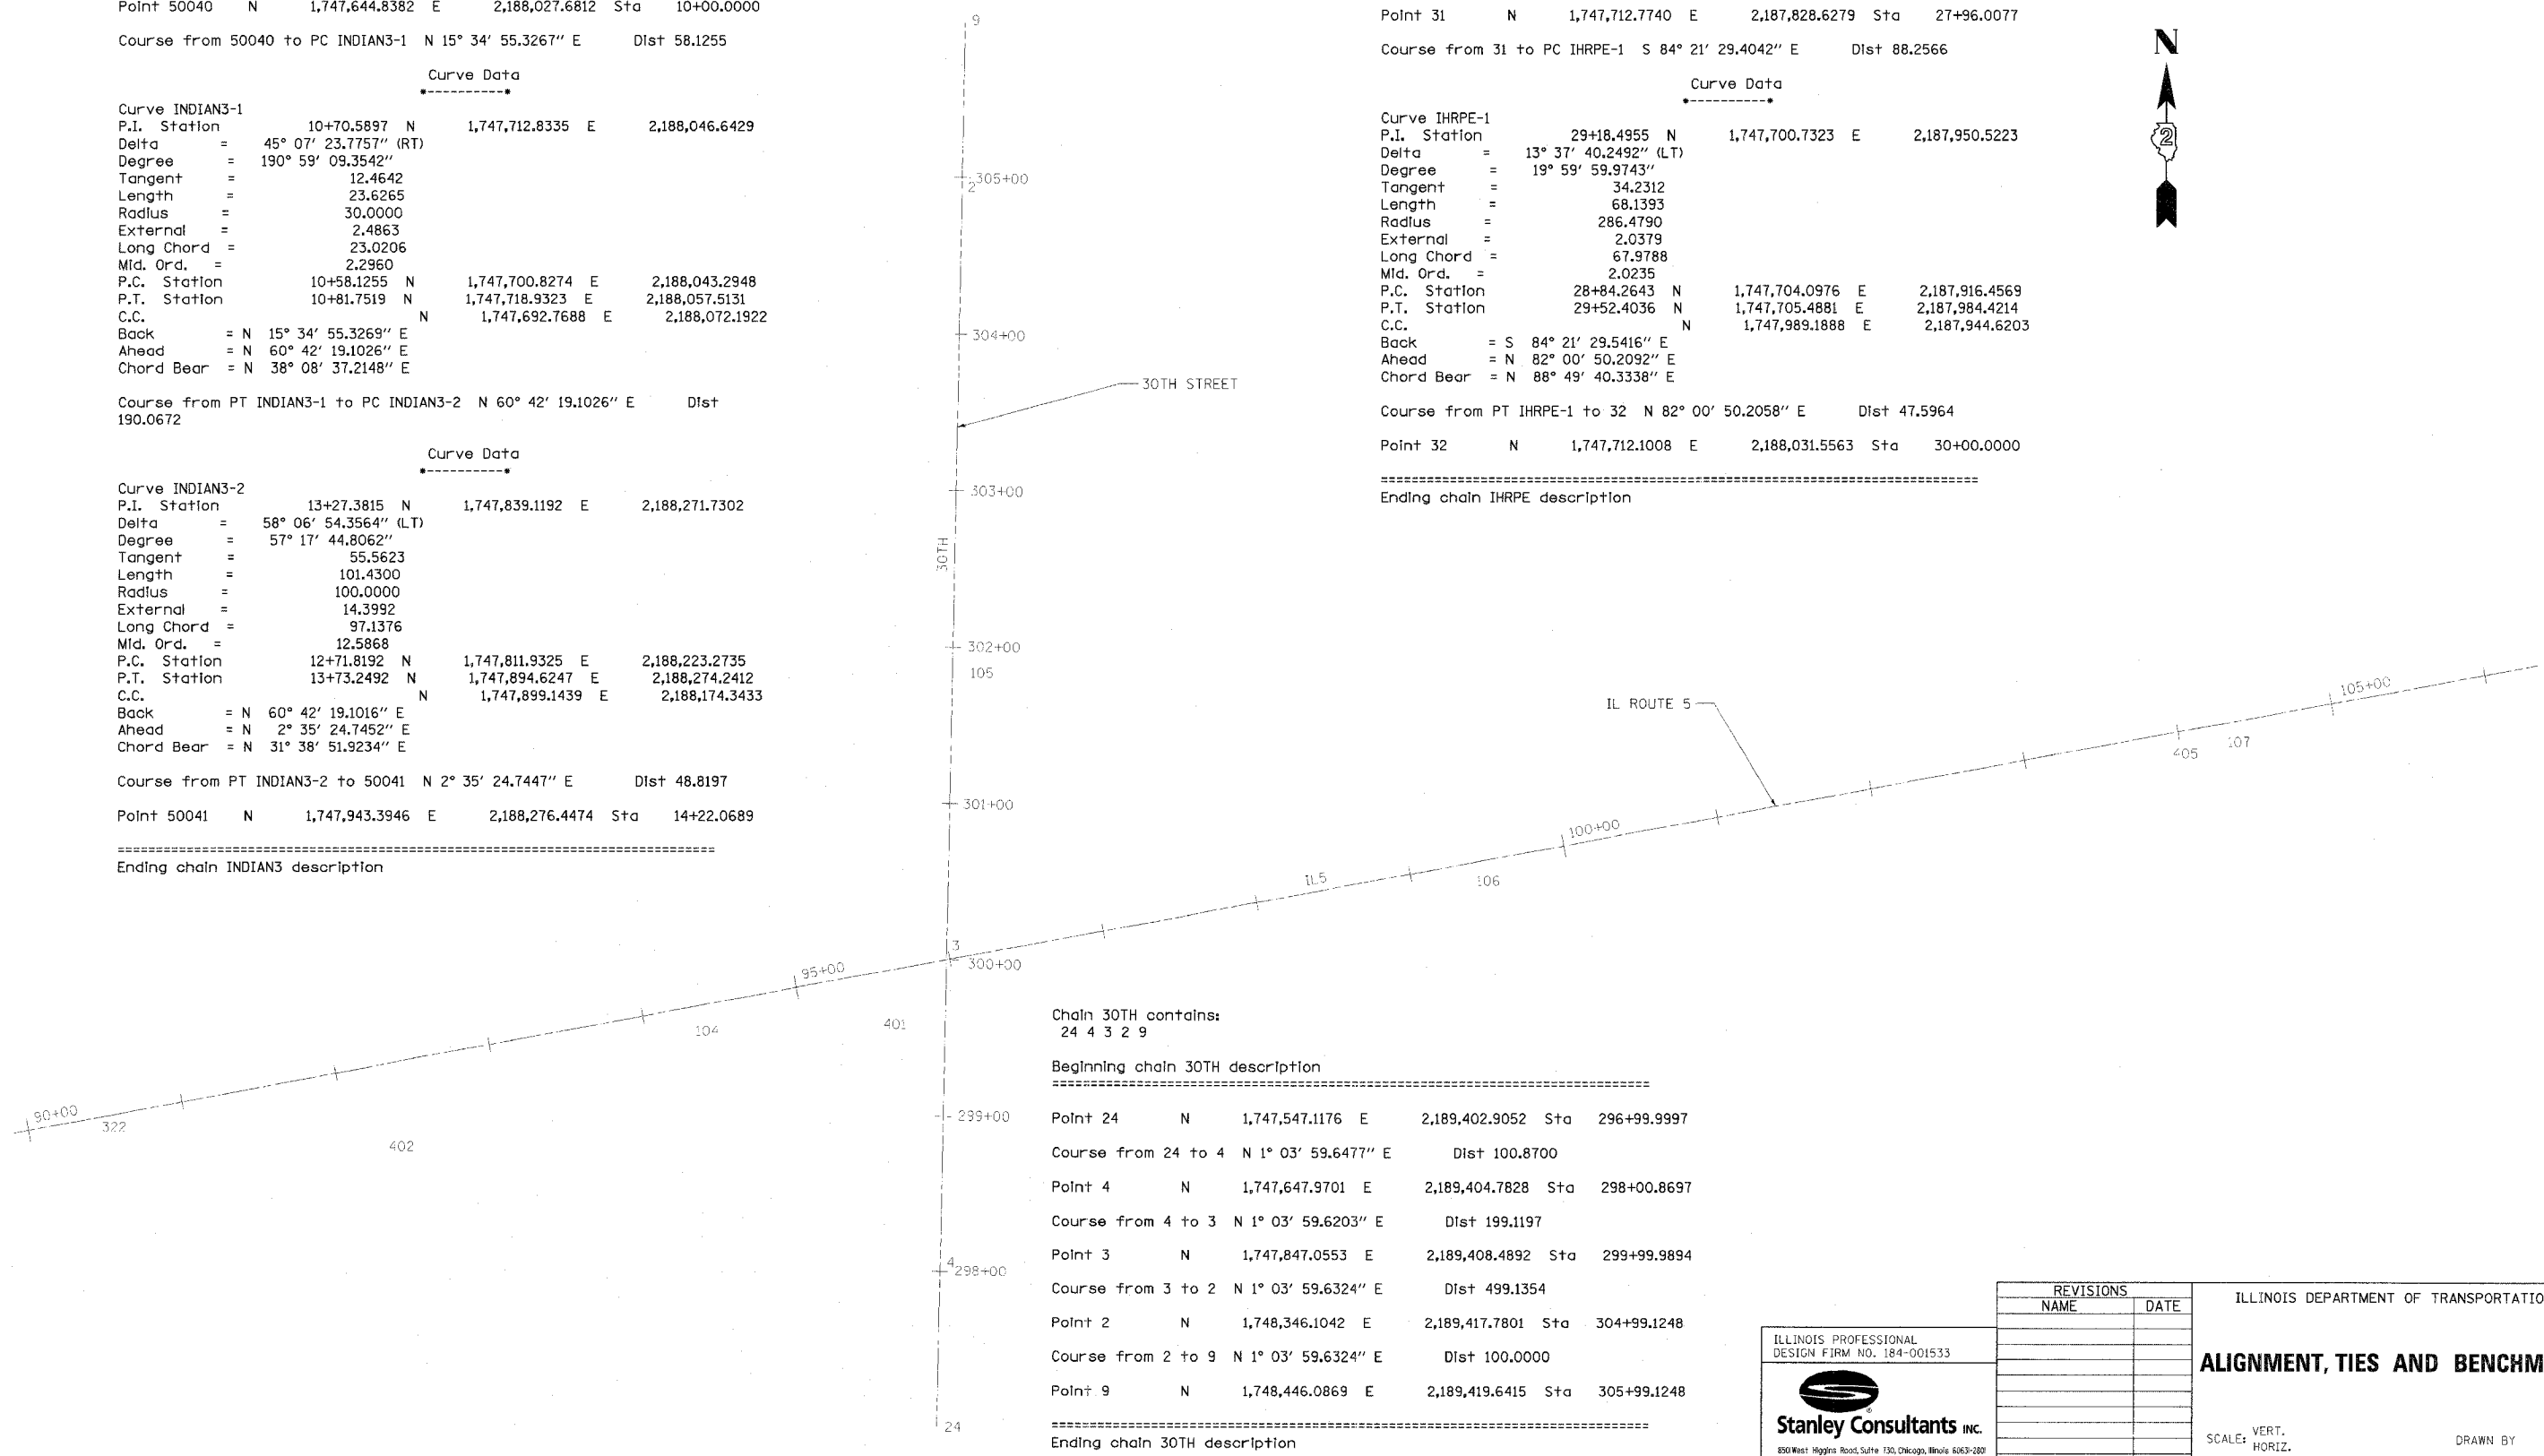 Point 50040 N 1,747,644.8382 E 2,188,027.6812 Sta 10+00.0000
Course from 50040 to PC INDIAN3-1 N 15° 34′ 55.3267″ E Dist 58.1255
Curve Data
*----------*
Curve INDIAN3-1
P.I. Station 10+70.5897 N 1,747,712.8335 E 2,188,046.6429
Delta = 45° 07′ 23.7757″ (RT)
Degree = 190° 59′ 09.3542″
Tangent = 12.4642
Length = 23.6265
Radius = 30.0000
External = 2.4863
Long Chord = 23.0206
Mid. Ord. = 2.2960
P.C. Station 10+58.1255 N 1,747,700.8274 E 2,188,043.2948
P.T. Station 10+81.7519 N 1,747,718.9323 E 2,188,057.5131
C.C. N 1,747,692.7688 E 2,188,072.1922
Back = N 15° 34′ 55.3269″ E
Ahead = N 60° 42′ 19.1026″ E
Chord Bear = N 38° 08′ 37.2148″ E
Course from PT INDIAN3-1 to PC INDIAN3-2 N 60° 42′ 19.1026″ E Dist
190.0672
Curve Data
*----------*
Curve INDIAN3-2
P.I. Station 13+27.3815 N 1,747,839.1192 E 2,188,271.7302
Delta = 58° 06′ 54.3564″ (LT)
Degree = 57° 17′ 44.8062″
Tangent = 55.5623
Length = 101.4300
Radius = 100.0000
External = 14.3992
Long Chord = 97.1376
Mid. Ord. = 12.5868
P.C. Station 12+71.8192 N 1,747,811.9325 E 2,188,223.2735
P.T. Station 13+73.2492 N 1,747,894.6247 E 2,188,274.2412
C.C. N 1,747,899.1439 E 2,188,174.3433
Back = N 60° 42′ 19.1016″ E
Ahead = N 2° 35′ 24.7452″ E
Chord Bear = N 31° 38′ 51.9234″ E
Course from PT INDIAN3-2 to 50041 N 2° 35′ 24.7447″ E Dist 48.8197
Point 50041 N 1,747,943.3946 E 2,188,276.4474 Sta 14+22.0689
==============================================================================
Ending chain INDIAN3 description
Point 31 N 1,747,712.7740 E 2,187,828.6279 Sta 27+96.0077
Course from 31 to PC IHRPE-1 S 84° 21′ 29.4042″ E Dist 88.2566
Curve Data
*----------*
Curve IHRPE-1
P.I. Station 29+18.4955 N 1,747,700.7323 E 2,187,950.5223
Delta = 13° 37′ 40.2492″ (LT)
Degree = 19° 59′ 59.9743″
Tangent = 34.2312
Length = 68.1393
Radius = 286.4790
External = 2.0379
Long Chord = 67.9788
Mid. Ord. = 2.0235
P.C. Station 28+84.2643 N 1,747,704.0976 E 2,187,916.4569
P.T. Station 29+52.4036 N 1,747,705.4881 E 2,187,984.4214
C.C. N 1,747,989.1888 E 2,187,944.6203
Back = S 84° 21′ 29.5416″ E
Ahead = N 82° 00′ 50.2092″ E
Chord Bear = N 88° 49′ 40.3338″ E
Course from PT IHRPE-1 to 32 N 82° 00′ 50.2058″ E Dist 47.5964
Point 32 N 1,747,712.1008 E 2,188,031.5563 Sta 30+00.0000
==============================================================================
Ending chain IHRPE description
N
2
9
305+00
2
304+00
30TH STREET
303+00
30TH
302+00
105
301+00
3
300+00
299+00
4
298+00
24
90+00
322
402
104
95+00
401
IL5
106
100+00
IL ROUTE 5
405
107
105+00
Chain 30TH contains:
24 4 3 2 9
Beginning chain 30TH description
==============================================================================
Point 24 N 1,747,547.1176 E 2,189,402.9052 Sta 296+99.9997
Course from 24 to 4 N 1° 03′ 59.6477″ E Dist 100.8700
Point 4 N 1,747,647.9701 E 2,189,404.7828 Sta 298+00.8697
Course from 4 to 3 N 1° 03′ 59.6203″ E Dist 199.1197
Point 3 N 1,747,847.0553 E 2,189,408.4892 Sta 299+99.9894
Course from 3 to 2 N 1° 03′ 59.6324″ E Dist 499.1354
Point 2 N 1,748,346.1042 E 2,189,417.7801 Sta 304+99.1248
Course from 2 to 9 N 1° 03′ 59.6324″ E Dist 100.0000
Point 9 N 1,748,446.0869 E 2,189,419.6415 Sta 305+99.1248
==============================================================================
Ending chain 30TH description
ILLINOIS PROFESSIONAL
DESIGN FIRM NO. 184-001533
Stanley Consultants INC.
8501 West Higgins Road, Suite 730, Chicago, Illinois 60631-2801
REVISIONS
NAME DATE
ILLINOIS DEPARTMENT OF TRANSPORTATIO
ALIGNMENT, TIES AND BENCHM
SCALE: VERT.
HORIZ.
DRAWN BY